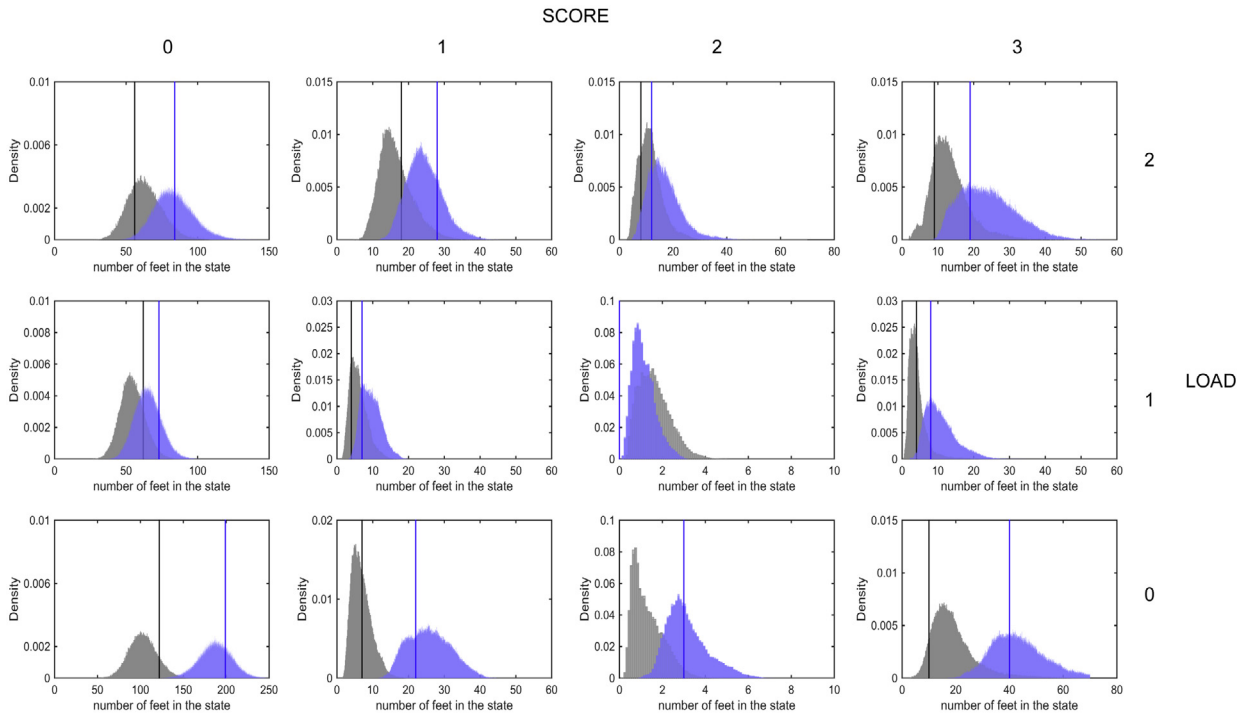 SCORE
0 1 2 3
0.01 0.015 0.015 0.015
0.006 0.01 0.01 0.01
0.002 0.005 0.005 0.005
0 0 0 0
Density Density Density Density
0 50 100 150 0 10 20 30 40 50 60 0 20 40 60 80 0 10 20 30 40 50 60
number of feet in the state number of feet in the state number of feet in the state number of feet in the state
2
0.01 0.03 0.1 0.03
0.008 0.025 0.08 0.025
0.006 0.02 0.06 0.02
0.004 0.015 0.04 0.015
0.002 0.01 0.02 0.01
0 0.005 0 0.005
0 0
Density Density Density Density
0 50 100 150 0 10 20 30 40 50 60 0 2 4 6 8 10 0 10 20 30 40 50 60
number of feet in the state number of feet in the state number of feet in the state number of feet in the state
1
LOAD
0.01 0.02 0.1 0.015
0.006 0.01 0.08 0.01
0.002 0 0.06 0.005
0 0.04 0
0.02
0
Density Density Density Density
0 50 100 150 200 250 0 10 20 30 40 50 60 0 2 4 6 8 10 0 20 40 60 80
number of feet in the state number of feet in the state number of feet in the state number of feet in the state
0